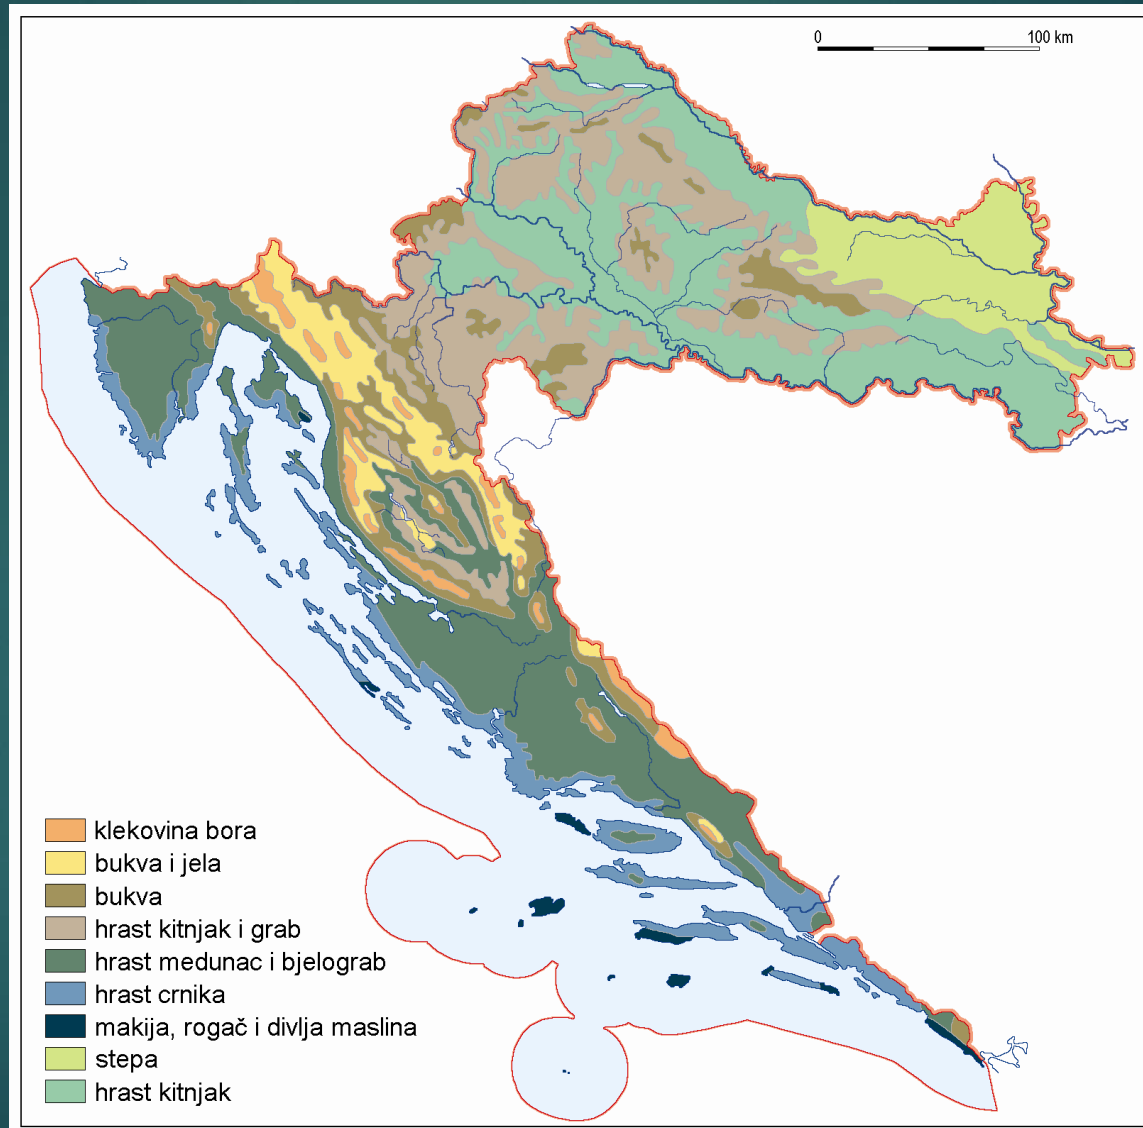 0 100 km
klekovina bora
bukva i jela
bukva
hrast kitnjak i grab
hrast medunac i bjelograb
hrast crnika
makija, rogač i divlja maslina
stepa
hrast kitnjak